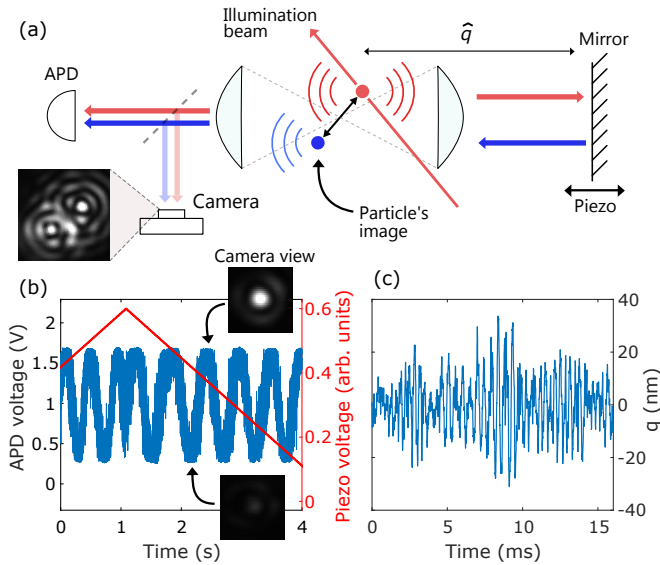 (a)
Illumination
beam
q̂
Mirror
APD
Camera
Particle's
image
Piezo
(b)
Camera view
(c)
APD voltage (V)
2
1.5
1
0.5
0
0
1
2
3
4
Time (s)
0.6
0.4
0.2
0
Piezo voltage (arb. units)
40
20
0
-20
-40
q (nm)
0
5
10
15
Time (ms)